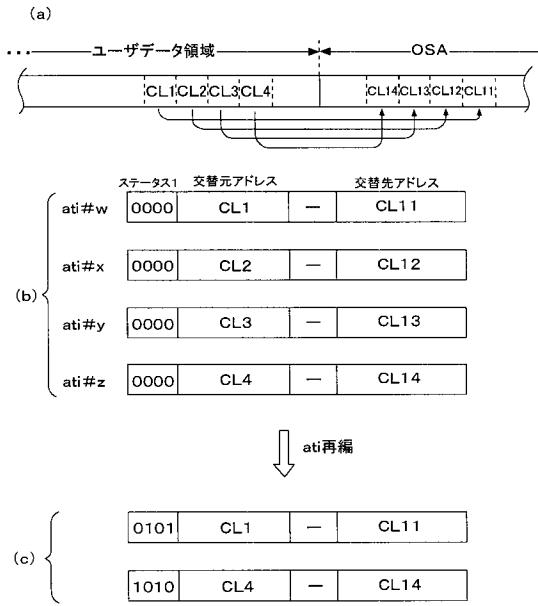 (a)
… ユーザデータ領域 OSA
CL1 CL2 CL3 CL4 CL14 CL13 CL12 CL11
ステータス1 交替元アドレス 交替先アドレス
ati#w 0000 CL1 — CL11
ati#x 0000 CL2 — CL12
(b)
ati#y 0000 CL3 — CL13
ati#z 0000 CL4 — CL14
ati再編
0101 CL1 — CL11
(c)
1010 CL4 — CL14